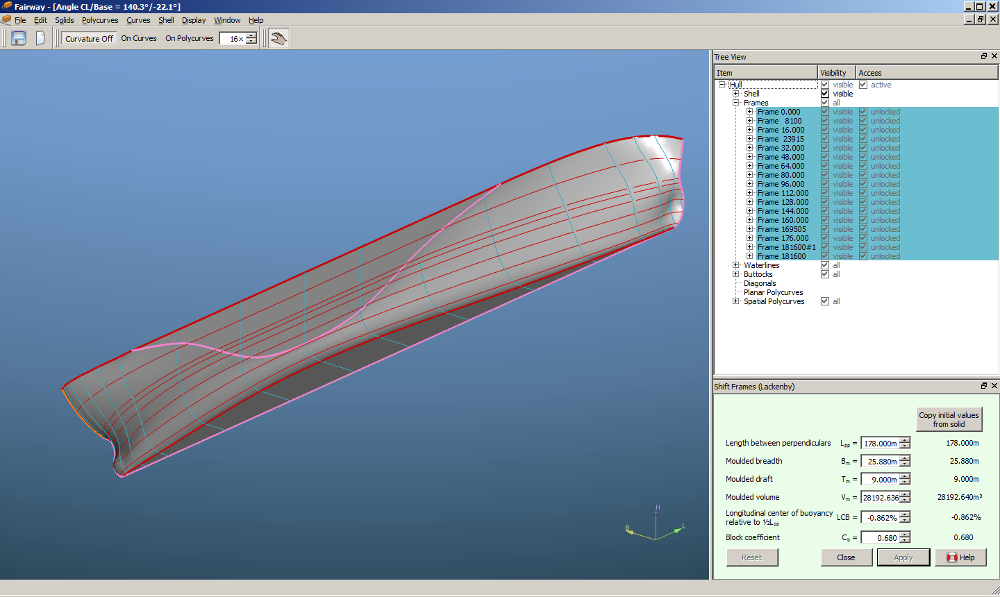 Fairway - [Angle CL/Base = 140.3°/-22.1°]
File Edit Solids Polycurves Curves Shell Display Window Help
Curvature Off On Curves On Polycurves 16×
Tree View
Item Visibility Access
Hull visible active
Shell visible
Frames all
Frame 0.000 visible unlocked
Frame 8100 visible unlocked
Frame 16.000 visible unlocked
Frame 23915 visible unlocked
Frame 32.000 visible unlocked
Frame 48.000 visible unlocked
Frame 64.000 visible unlocked
Frame 80.000 visible unlocked
Frame 96.000 visible unlocked
Frame 112.000 visible unlocked
Frame 128.000 visible unlocked
Frame 144.000 visible unlocked
Frame 160.000 visible unlocked
Frame 169505 visible unlocked
Frame 176.000 visible unlocked
Frame 181600#1 visible unlocked
Frame 181600 visible unlocked
Waterlines all
Buttocks all
Diagonals
Planar Polycurves
Spatial Polycurves all
H
B
L
Shift Frames (Lackenby)
Copy initial values
from solid
Length between perpendiculars Lpp = 178.000m 178.000m
Moulded breadth Bm = 25.880m 25.880m
Moulded draft Tm = 9.000m 9.000m
Moulded volume Vm = 28192.636 28192.640m³
Longitudinal center of buoyancy
relative to ½Lpp LCB = -0.862% -0.862%
Block coefficient Cb = 0.680 0.680
Reset Close Apply Help